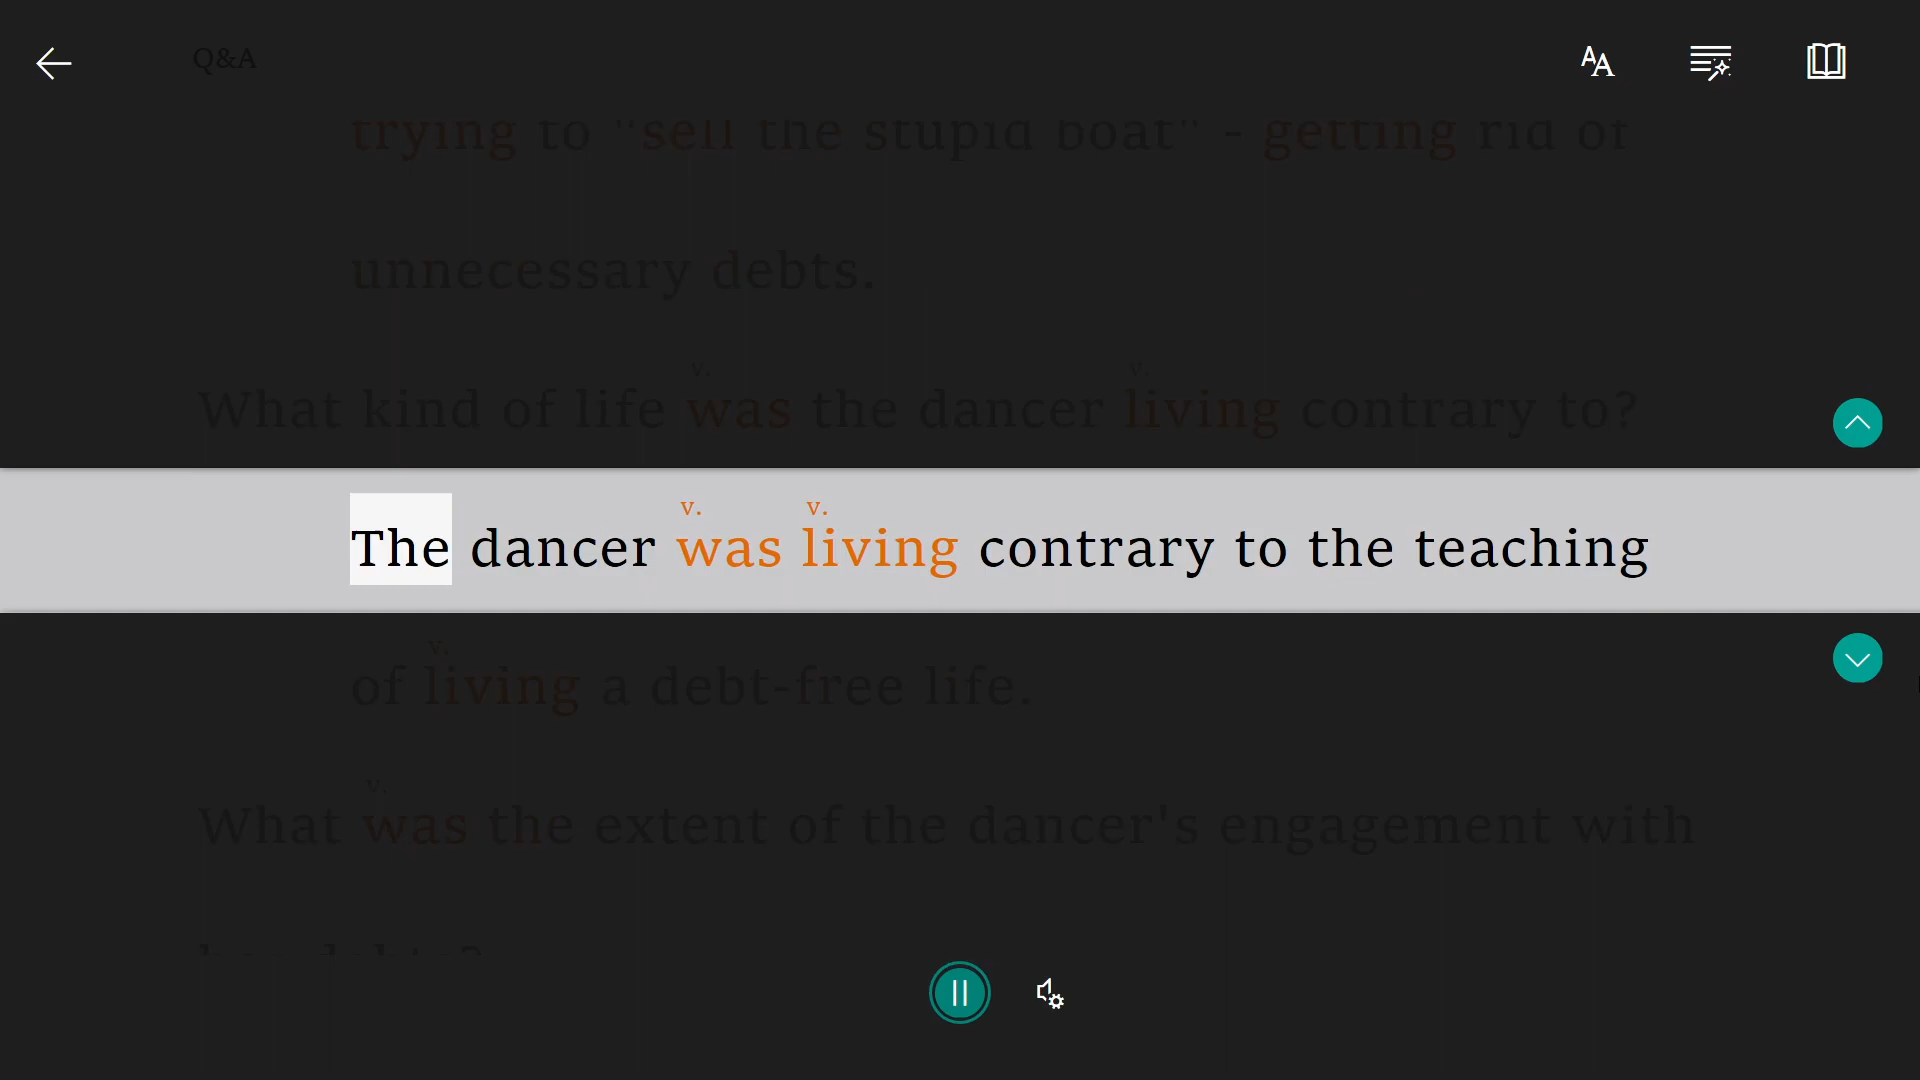 Q&A
trying to "sell the stupid boat" - getting rid of
unnecessary debts.
v. v.
What kind of life was the dancer living contrary to?
v. v.
The dancer was living contrary to the teaching
v.
of living a debt-free life.
v.
What was the extent of the dancer's engagement with